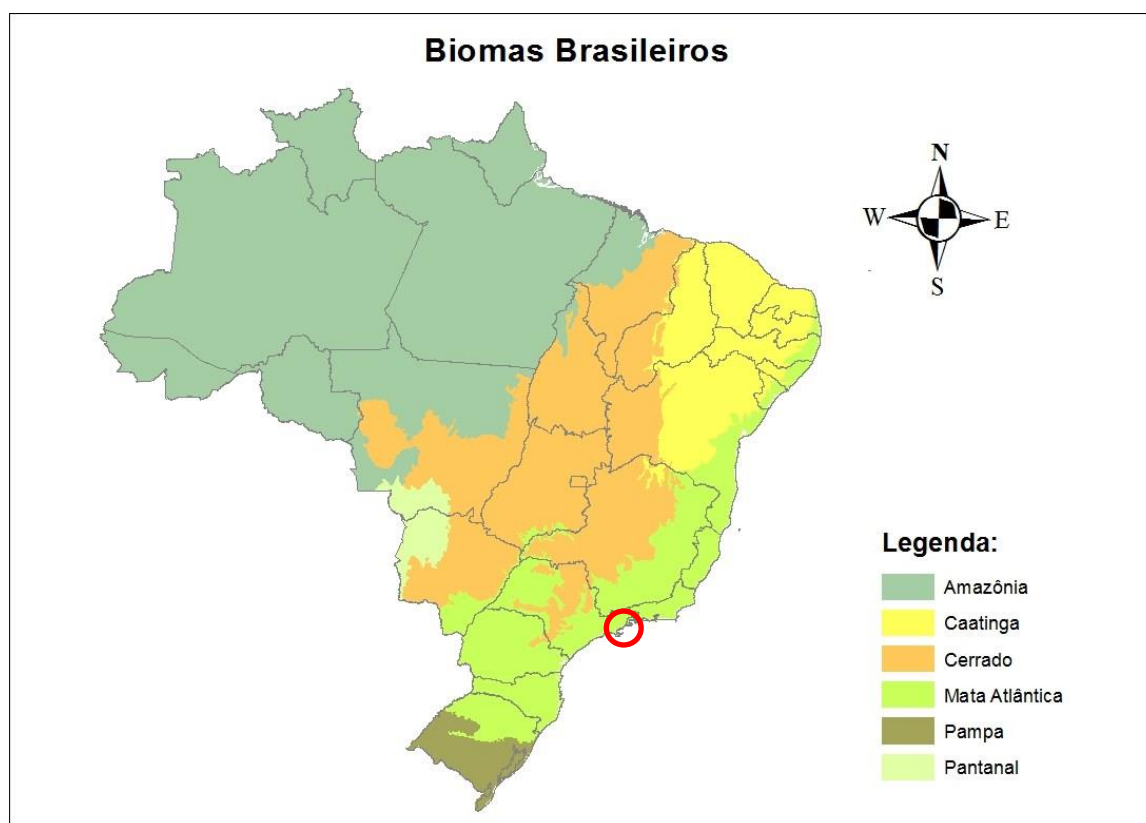 Biomas Brasileiros
N
W
E
S
Legenda:
Amazônia
Caatinga
Cerrado
Mata Atlântica
Pampa
Pantanal